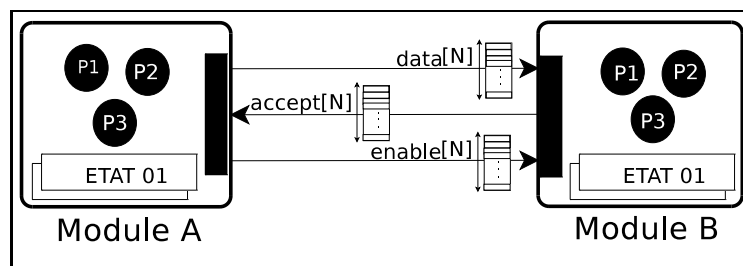 P1
P2
P3
ETAT 01
Module A
data[N]
accept[N]
enable[N]
P1
P2
P3
ETAT 01
Module B